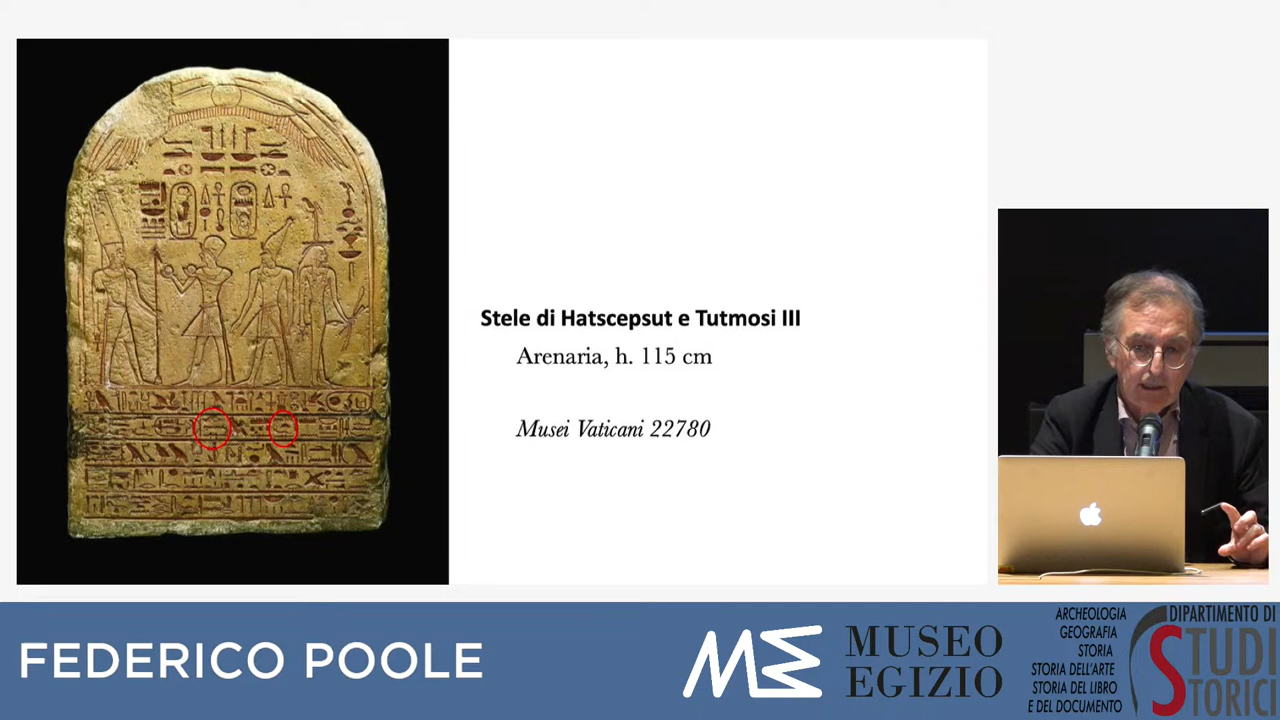 Stele di Hatscepsut e Tutmosi III
Arenaria, h. 115 cm
Musei Vaticani 22780
FEDERICO POOLE
ME
MUSEO
EGIZIO
ARCHEOLOGIA
GEOGRAFIA
STORIA
STORIA DELL'ARTE
STORIA DEL LIBRO
E DEL DOCUMENTO
DIPARTIMENTO DI
STUDI
STORICI